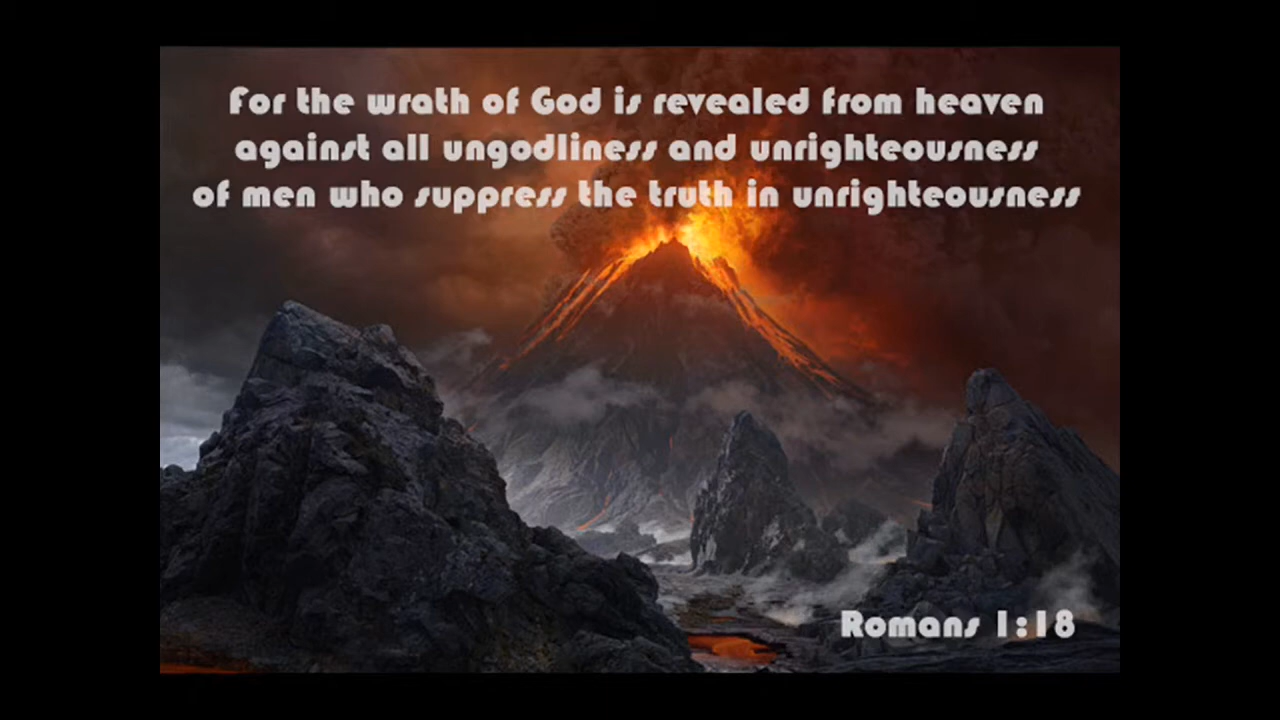 For the wrath of God is revealed from heaven
against all ungodliness and unrighteousness
of men who suppress the truth in unrighteousness
Romans 1:18